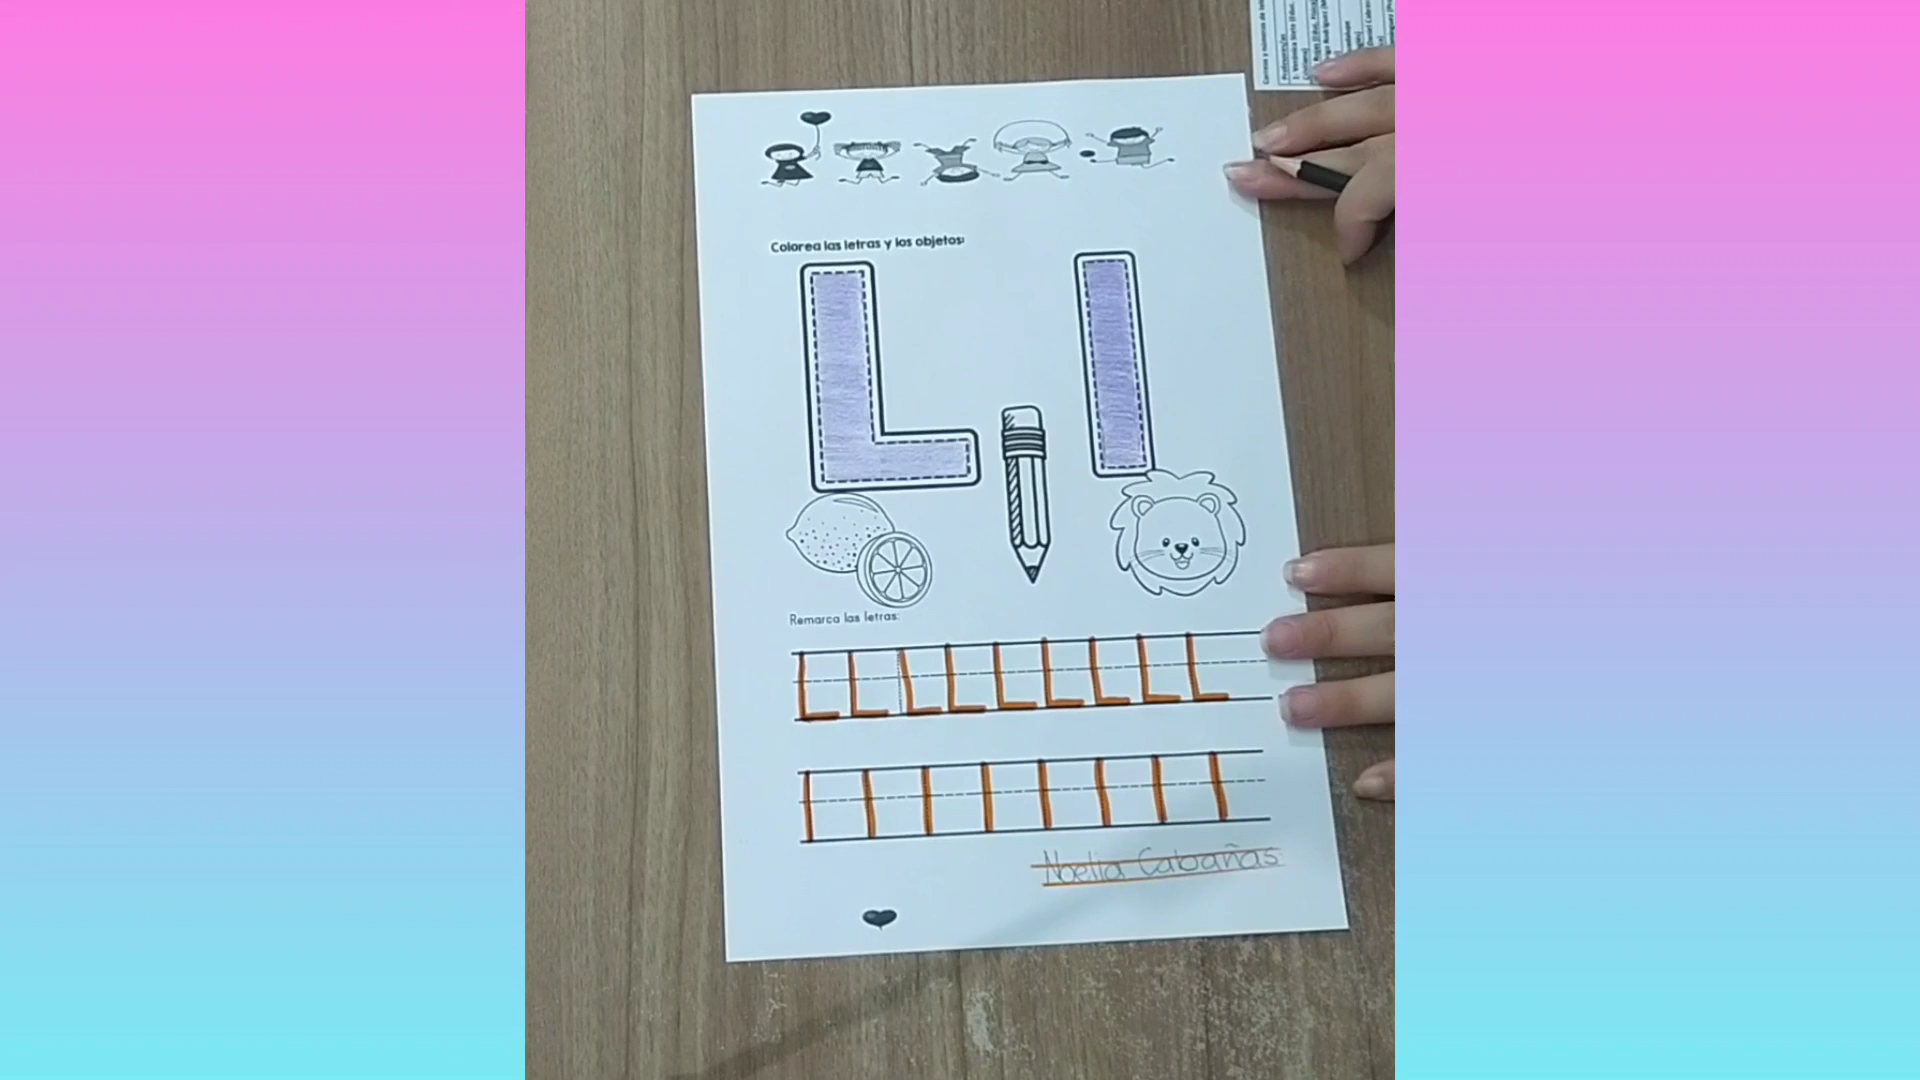 Colorea las letras y los objetos:
L l
Remarca las letras:
L L L L L L L L L
l l l l l l l l
Noelia Cabañas